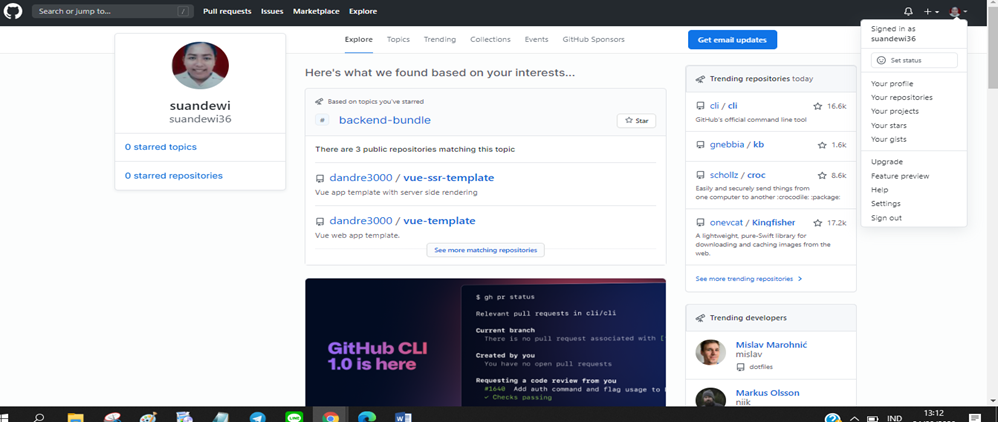 Search or jump to...
/
Pull requests Issues Marketplace Explore
Signed in as
suandewi36
Set status
Your profile
Your repositories
Your projects
Your stars
Your gists
Upgrade
Feature preview
Help
Settings
Sign out
Explore Topics Trending Collections Events GitHub Sponsors
Get email updates
suandewi
suandewi36
0 starred topics
0 starred repositories
Here's what we found based on your interests...
Based on topics you've starred
# backend-bundle
Star
There are 3 public repositories matching this topic
dandre3000 / vue-ssr-template
Vue app template with server side rendering
dandre3000 / vue-template
Vue web app template.
See more matching repositories
GitHub CLI
1.0 is here
$ gh pr status
Relevant pull requests in cli/cli
Current branch
There is no pull request associated with [
Created by you
You have no open pull requests
Requesting a code review from you
#1640 Add auth command and flag usage to
✓ Checks passing
Trending repositories today
cli / cli 16.6k
GitHub's official command line tool
gnebbia / kb 1.6k
schollz / croc 8.6k
Easily and securely send things from
one computer to another :crocodile: :package:
onevcat / Kingfisher 17.2k
A lightweight, pure-Swift library for
downloading and caching images from the
web.
See more trending repositories
Trending developers
Mislav Marohnić
mislav
dotfiles
Markus Olsson
niik
LINE
IND
13:12